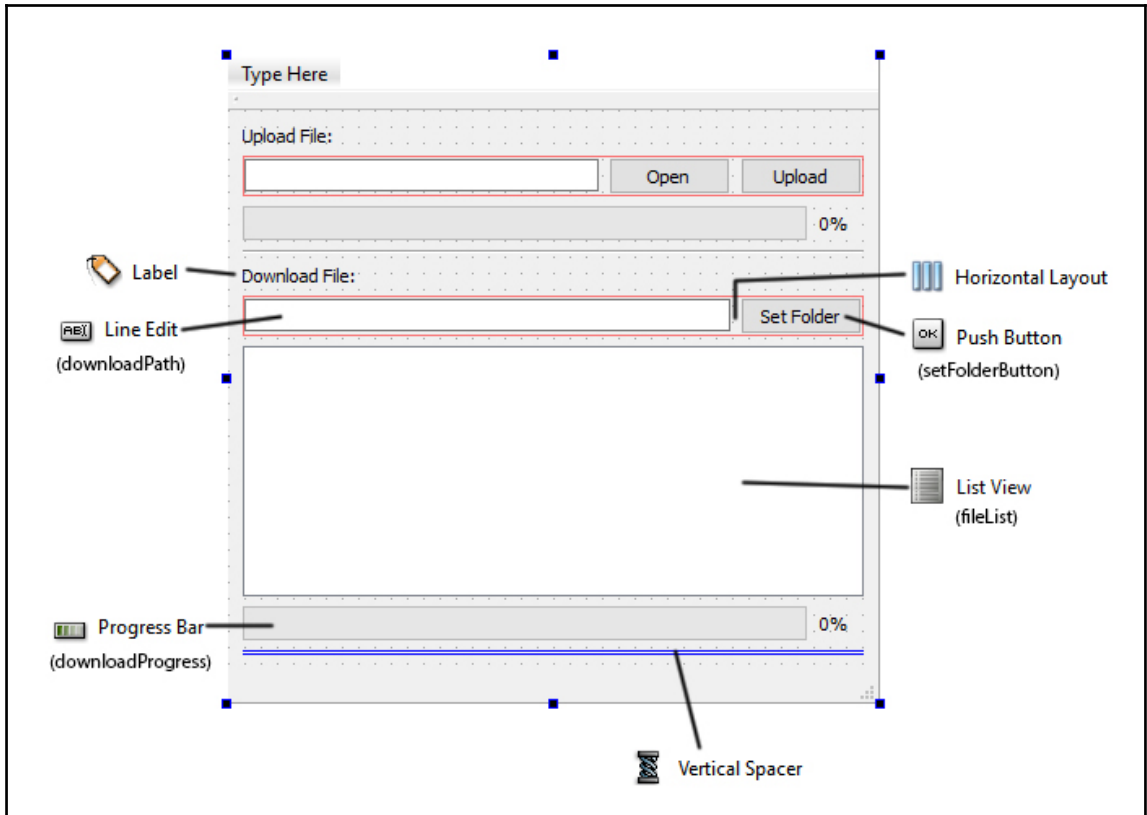 Type Here
Upload File:
Open
Upload
0%
Label
Download File:
Horizontal Layout
Line Edit
(downloadPath)
Set Folder
OK
Push Button
(setFolderButton)
List View
(fileList)
Progress Bar
(downloadProgress)
0%
Vertical Spacer